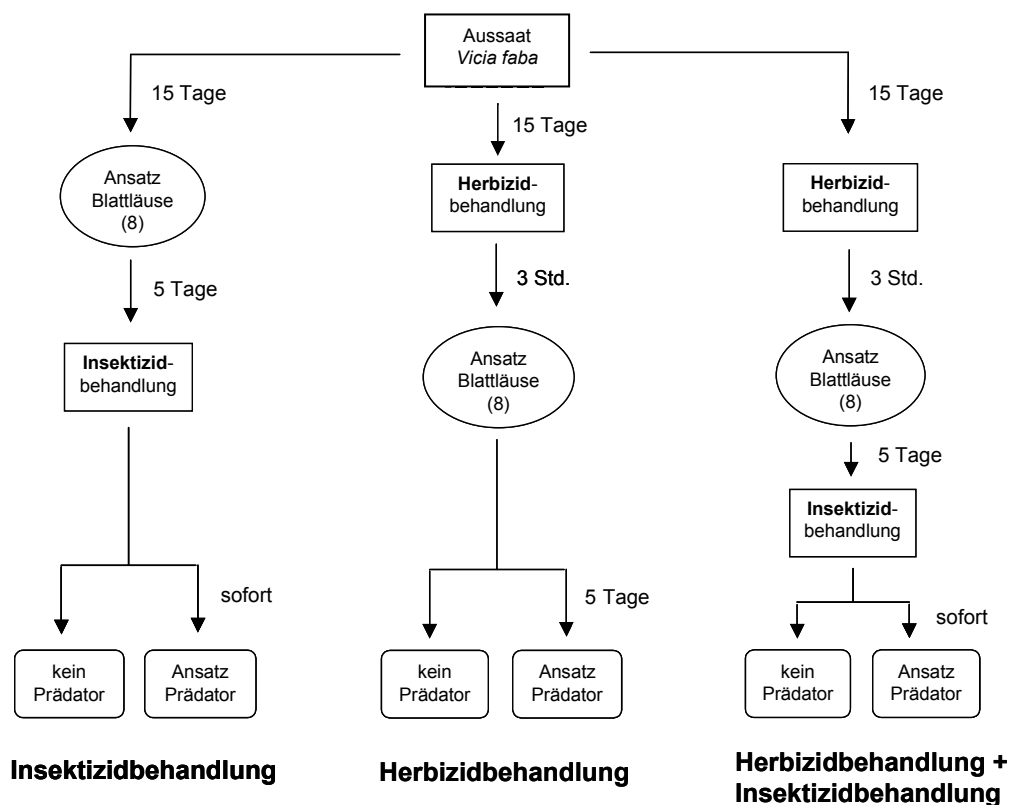 Aussaat
Vicia faba
15 Tage
15 Tage
15 Tage
Ansatz
Blattläuse
(8)
Herbizid-
behandlung
Herbizid-
behandlung
5 Tage
3 Std.
3 Std.
Insektizid-
behandlung
Ansatz
Blattläuse
(8)
Ansatz
Blattläuse
(8)
5 Tage
Insektizid-
behandlung
sofort
5 Tage
sofort
kein
Prädator
Ansatz
Prädator
kein
Prädator
Ansatz
Prädator
kein
Prädator
Ansatz
Prädator
Insektizidbehandlung
Herbizidbehandlung
Herbizidbehandlung +
Insektizidbehandlung